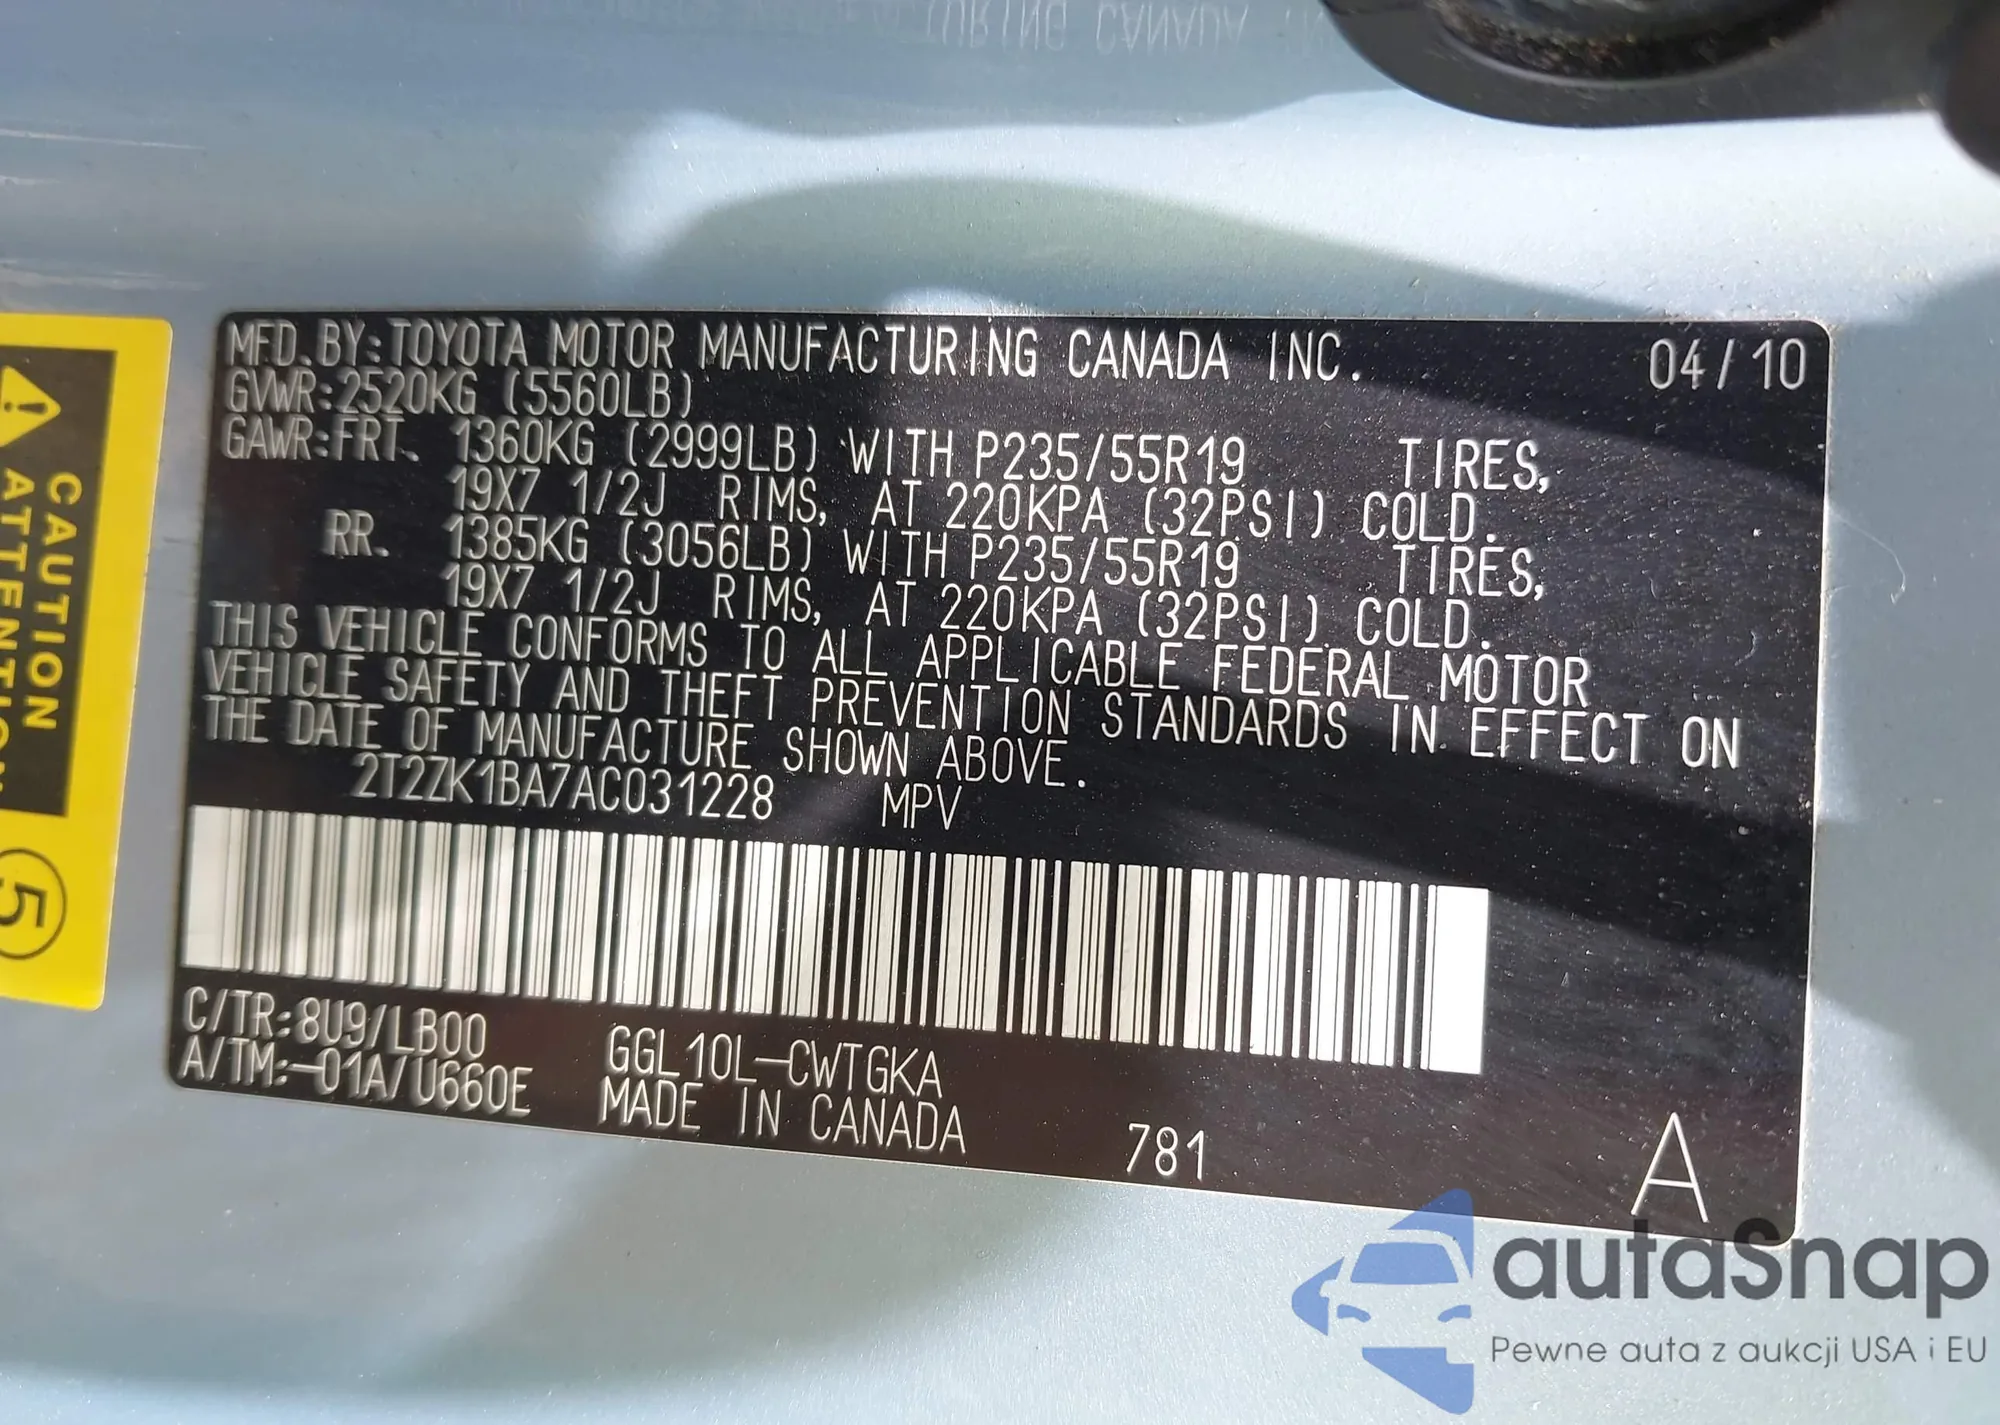 MFD. BY: TOYOTA MOTOR MANUFACTURING CANADA INC. 04/10
GVWR: 2520KG (5560LB)
GAWR: FRT. 1360KG (2999LB) WITH P235/55R19 TIRES,
19X7 1/2J RIMS, AT 220KPA (32PSI) COLD.
RR. 1385KG (3056LB) WITH P235/55R19 TIRES,
19X7 1/2J RIMS, AT 220KPA (32PSI) COLD.
THIS VEHICLE CONFORMS TO ALL APPLICABLE FEDERAL MOTOR
VEHICLE SAFETY AND THEFT PREVENTION STANDARDS IN EFFECT ON
THE DATE OF MANUFACTURE SHOWN ABOVE.
2T2ZK1BA7AC031228 MPV
C/TR: 8U9/LB00 GGL10L-CWTGKA
A/TM: -01A/U660E MADE IN CANADA 781 A
CAUTION
ATTENTION
5
autaSnap
Pewne auta z aukcji USA i EU